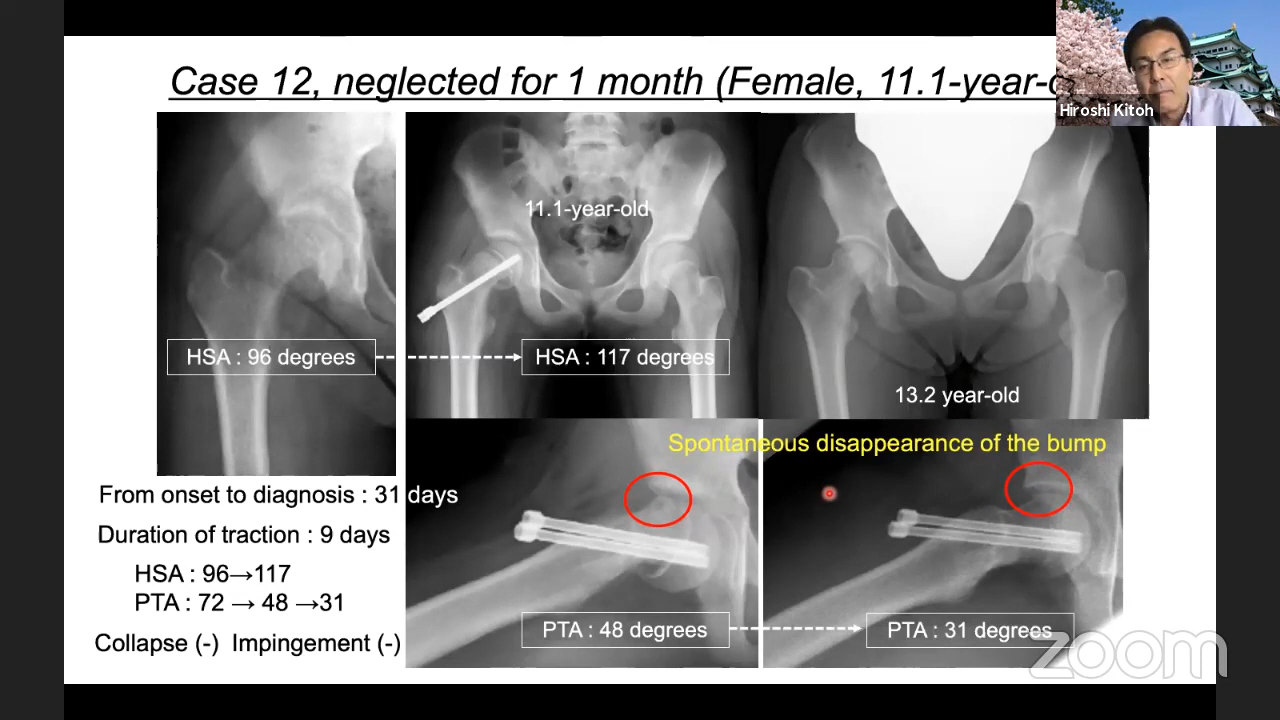 Case 12, neglected for 1 month (Female, 11.1-year-o
Hiroshi Kitoh
11.1-year-old
HSA : 96 degrees
HSA : 117 degrees
13.2 year-old
Spontaneous disappearance of the bump
From onset to diagnosis : 31 days
Duration of traction : 9 days
HSA : 96→117
PTA : 72 → 48 →31
Collapse (-) Impingement (-)
PTA : 48 degrees
PTA : 31 degrees
zoom